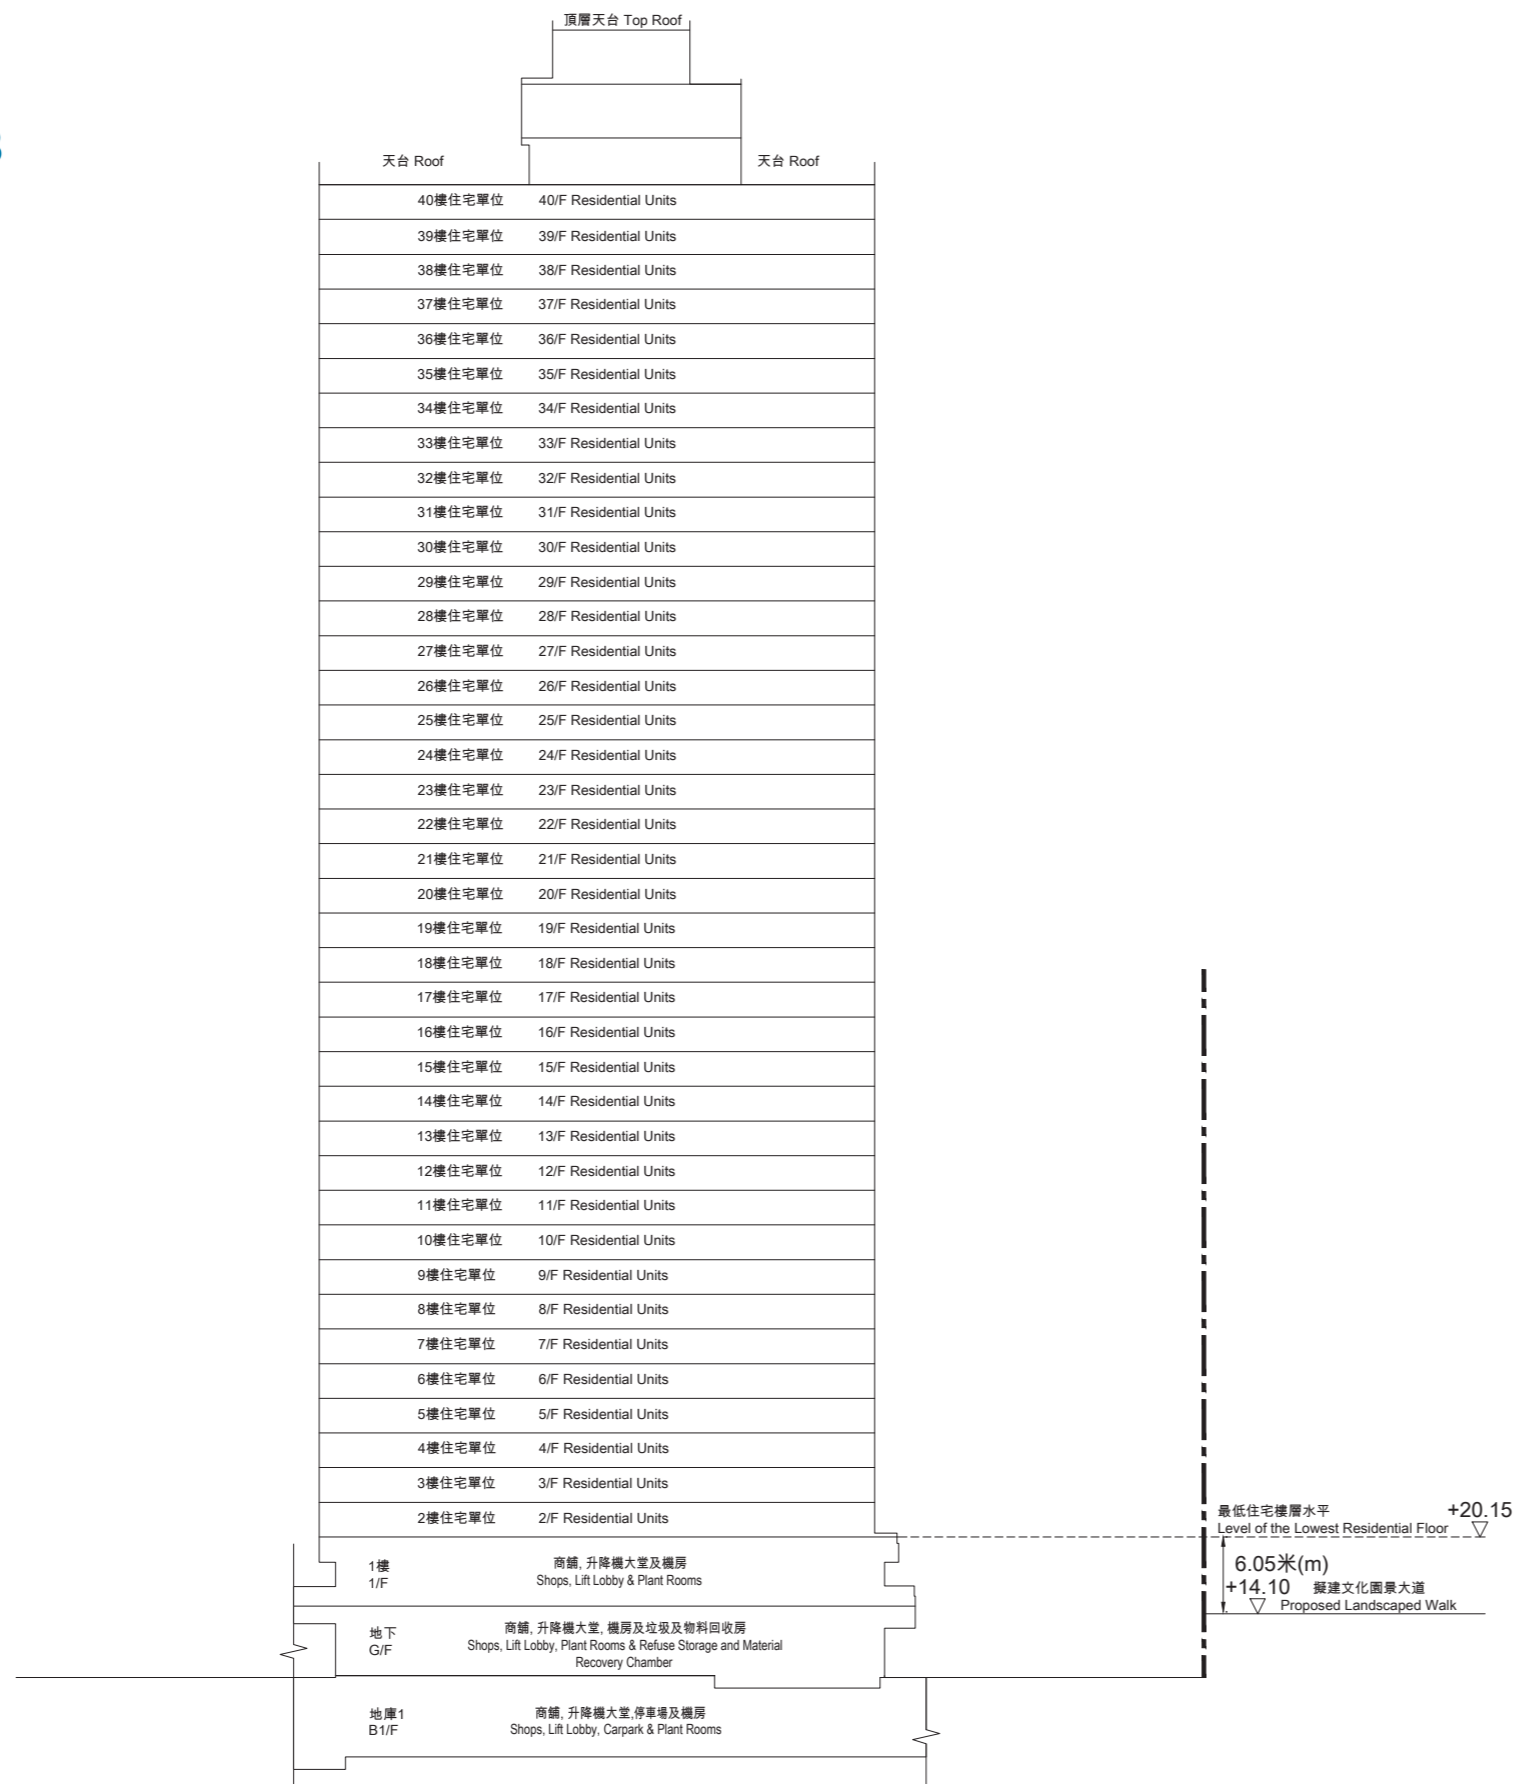 頂層天台 Top Roof
天台 Roof 天台 Roof
40樓住宅單位 40/F Residential Units
39樓住宅單位 39/F Residential Units
38樓住宅單位 38/F Residential Units
37樓住宅單位 37/F Residential Units
36樓住宅單位 36/F Residential Units
35樓住宅單位 35/F Residential Units
34樓住宅單位 34/F Residential Units
33樓住宅單位 33/F Residential Units
32樓住宅單位 32/F Residential Units
31樓住宅單位 31/F Residential Units
30樓住宅單位 30/F Residential Units
29樓住宅單位 29/F Residential Units
28樓住宅單位 28/F Residential Units
27樓住宅單位 27/F Residential Units
26樓住宅單位 26/F Residential Units
25樓住宅單位 25/F Residential Units
24樓住宅單位 24/F Residential Units
23樓住宅單位 23/F Residential Units
22樓住宅單位 22/F Residential Units
21樓住宅單位 21/F Residential Units
20樓住宅單位 20/F Residential Units
19樓住宅單位 19/F Residential Units
18樓住宅單位 18/F Residential Units
17樓住宅單位 17/F Residential Units
16樓住宅單位 16/F Residential Units
15樓住宅單位 15/F Residential Units
14樓住宅單位 14/F Residential Units
13樓住宅單位 13/F Residential Units
12樓住宅單位 12/F Residential Units
11樓住宅單位 11/F Residential Units
10樓住宅單位 10/F Residential Units
9樓住宅單位 9/F Residential Units
8樓住宅單位 8/F Residential Units
7樓住宅單位 7/F Residential Units
6樓住宅單位 6/F Residential Units
5樓住宅單位 5/F Residential Units
4樓住宅單位 4/F Residential Units
3樓住宅單位 3/F Residential Units
2樓住宅單位 2/F Residential Units
最低住宅樓層水平 +20.15
Level of the Lowest Residential Floor
6.05米(m)
+14.10 擬建文化園景大道
Proposed Landscaped Walk
1樓
1/F
商舖, 升降機大堂及機房
Shops, Lift Lobby & Plant Rooms
地下
G/F
商舖, 升降機大堂, 機房及垃圾及物料回收房
Shops, Lift Lobby, Plant Rooms & Refuse Storage and Material
Recovery Chamber
地庫1
B1/F
商舖, 升降機大堂,停車場及機房
Shops, Lift Lobby, Carpark & Plant Rooms